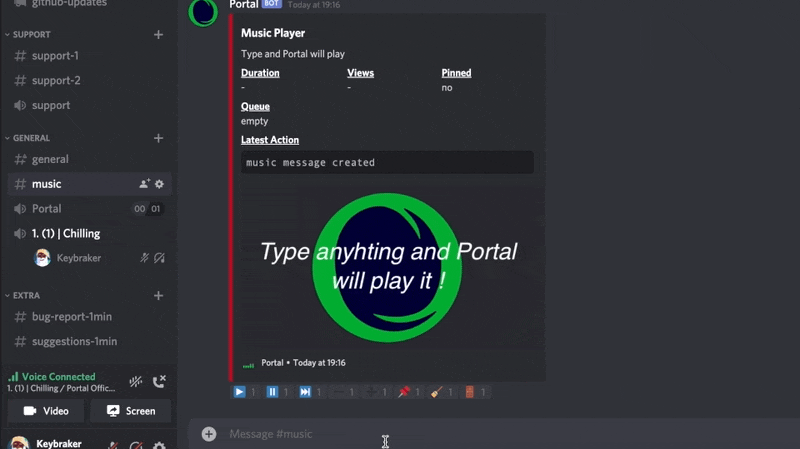 github-updates
SUPPORT
support-1
support-2
support
GENERAL
general
music
Portal 00 01
1. (1) | Chilling
Keybraker
EXTRA
bug-report-1min
suggestions-1min
Voice Connected
1. (1) | Chilling / Portal Offic...
Video Screen
Keybraker
Portal BOT Today at 19:16
Music Player
Type and Portal will play
Duration Views Pinned
- - no
Queue
empty
Latest Action
music message created
Type anyhting and Portal
will play it !
Portal • Today at 19:16
1 1 1 1 1 1 1 1
Message #music